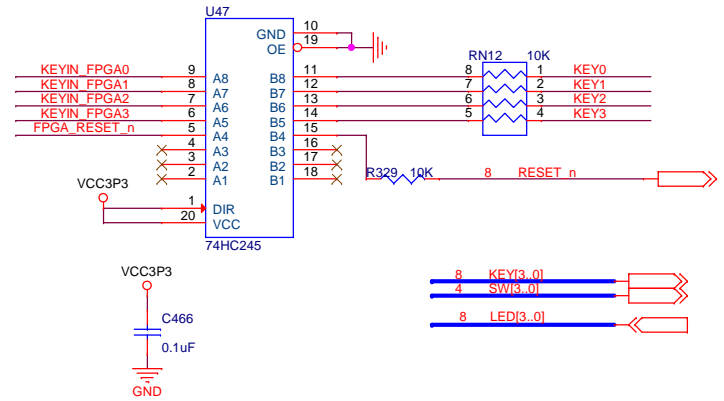 U47
GND 10
OE 19
RN12 10K
KEYIN_FPGA0 9 A8 B8 11 8 1 KEY0
KEYIN_FPGA1 8 A7 B7 12 7 2 KEY1
KEYIN_FPGA2 7 A6 B6 13 6 3 KEY2
KEYIN_FPGA3 6 A5 B5 14 5 4 KEY3
FPGA_RESET_n 5 A4 B4 15
4 A3 B3 16
3 A2 B2 17
2 A1 B1 18
R329 10K 8 RESET_n
VCC3P3
1 DIR
20 VCC
74HC245
VCC3P3
C466
0.1uF
GND
8 KEY[3..0]
4 SW[3..0]
8 LED[3..0]